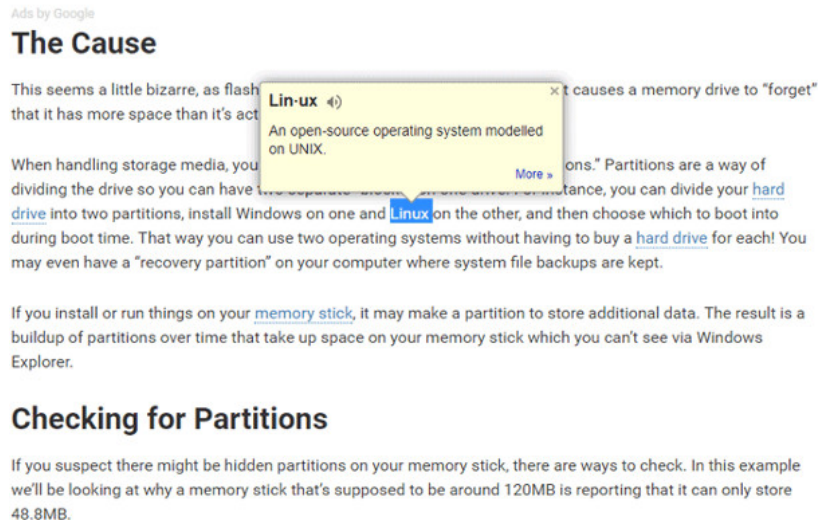 Ads by Google
The Cause
This seems a little bizarre, as flash
t causes a memory drive to “forget”
that it has more space than it’s act
Lin·ux
An open-source operating system modelled
on UNIX.
More »
When handling storage media, you
ons.” Partitions are a way of
dividing the drive so you can have two separate “blocks” on one drive. For instance, you can divide your hard
drive into two partitions, install Windows on one and Linux on the other, and then choose which to boot into
during boot time. That way you can use two operating systems without having to buy a hard drive for each! You
may even have a “recovery partition” on your computer where system file backups are kept.
If you install or run things on your memory stick, it may make a partition to store additional data. The result is a
buildup of partitions over time that take up space on your memory stick which you can’t see via Windows
Explorer.
Checking for Partitions
If you suspect there might be hidden partitions on your memory stick, there are ways to check. In this example
we’ll be looking at why a memory stick that’s supposed to be around 120MB is reporting that it can only store
48.8MB.